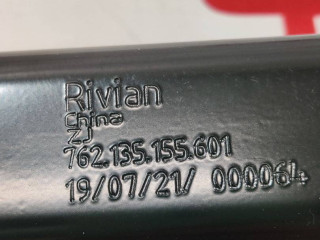 Rivian
China
ZJ
762.135.155.601
19/07/21/ 000064